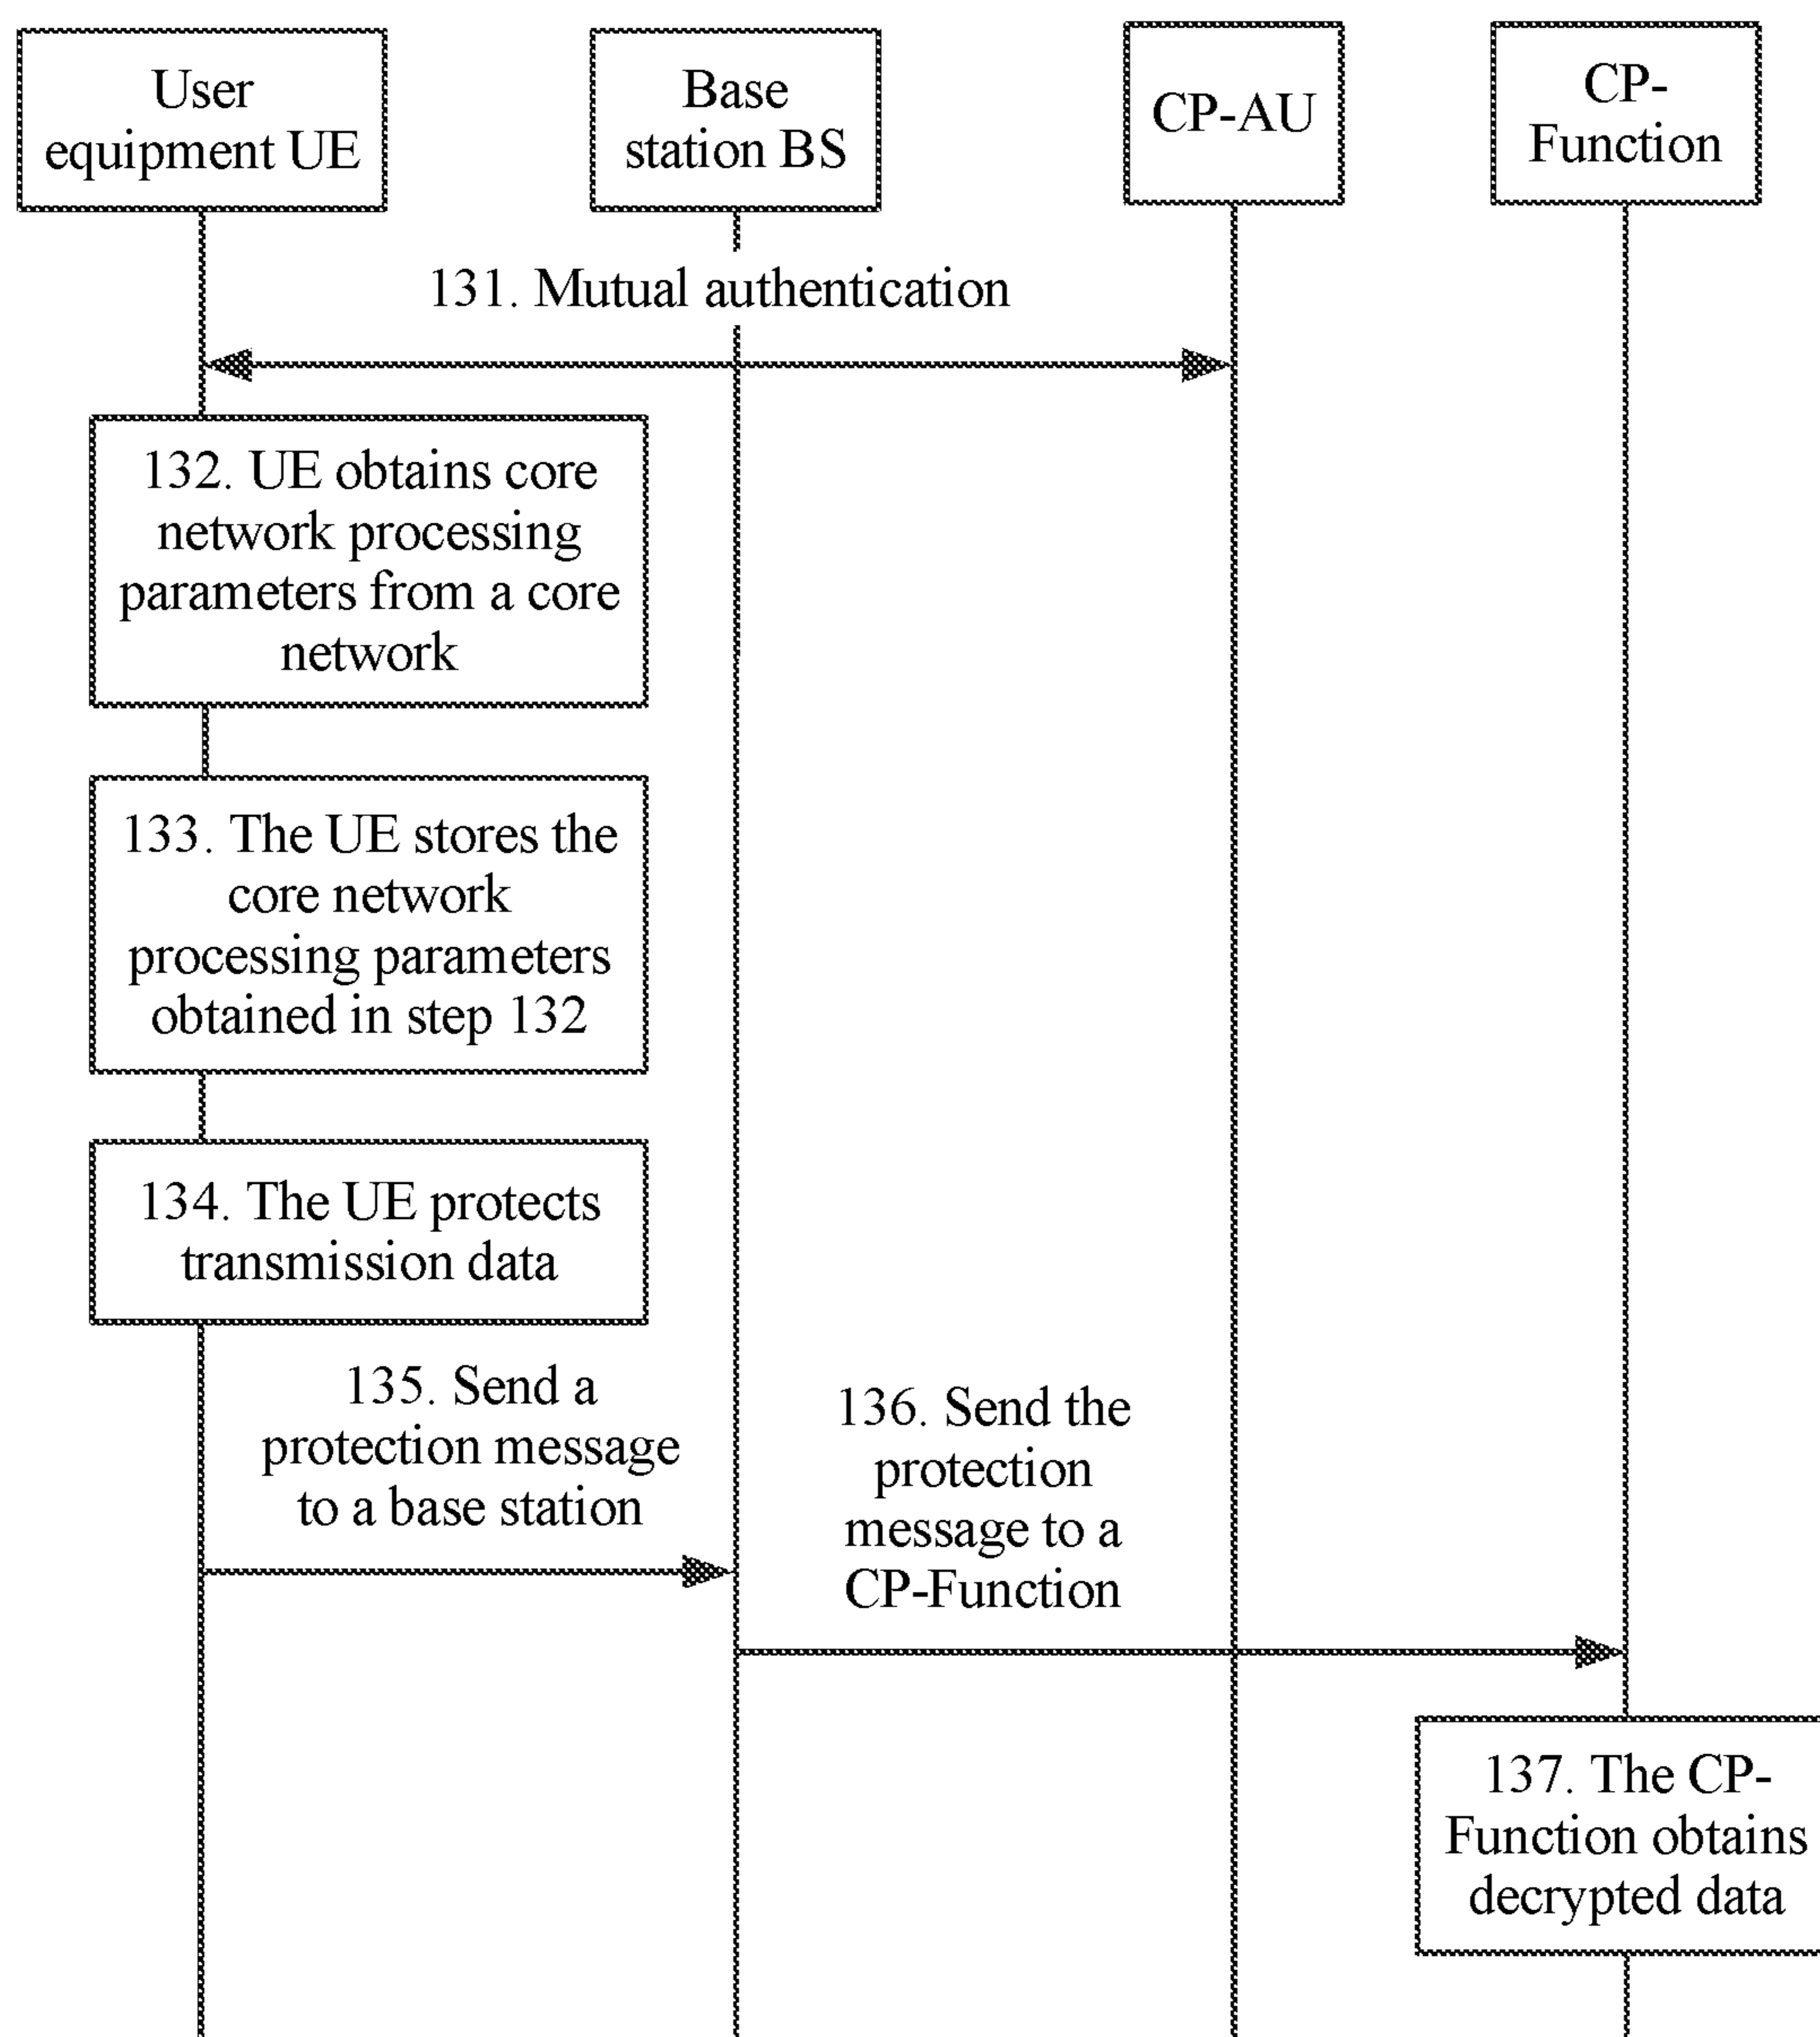 User
equipment UE
Base
station BS
CP-AU
CP-
Function
131. Mutual authentication
132. UE obtains core
network processing
parameters from a core
network
133. The UE stores the
core network
processing parameters
obtained in step 132
134. The UE protects
transmission data
135. Send a
protection message
to a base station
136. Send the
protection
message to a
CP-Function
137. The CP-
Function obtains
decrypted data